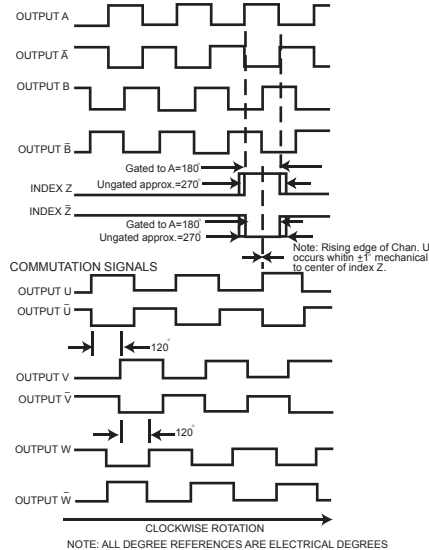 OUTPUT A
OUTPUT A̅
OUTPUT B
OUTPUT B̅
Gated to A=180°
Ungated approx.=270°
INDEX Z
INDEX Z̅
Gated to A=180°
Ungated approx.=270°
Note: Rising edge of Chan. U
occurs whitin ±1° mechanical
to center of index Z.
COMMUTATION SIGNALS
OUTPUT U
OUTPUT U̅
120°
OUTPUT V
OUTPUT V̅
120°
OUTPUT W
OUTPUT W̅
CLOCKWISE ROTATION
NOTE: ALL DEGREE REFERENCES ARE ELECTRICAL DEGREES